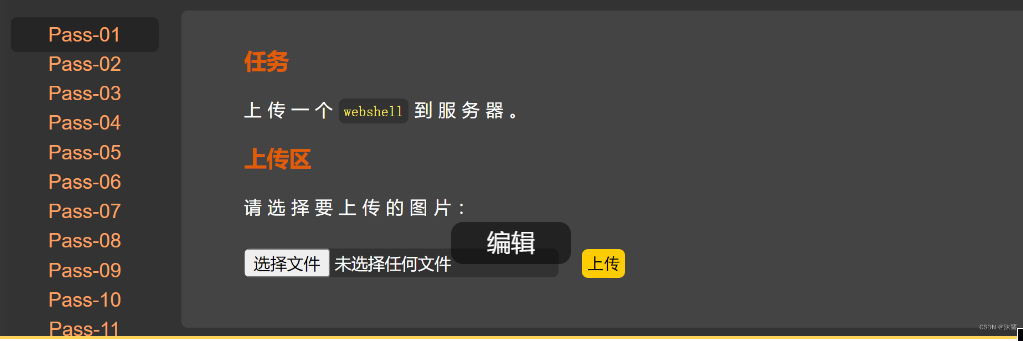 Pass-01
Pass-02
Pass-03
Pass-04
Pass-05
Pass-06
Pass-07
Pass-08
Pass-09
Pass-10
Pass-11
任务
上传一个 webshell 到服务器。
上传区
请选择要上传的图片：
编辑
选择文件 未选择任何文件 上传